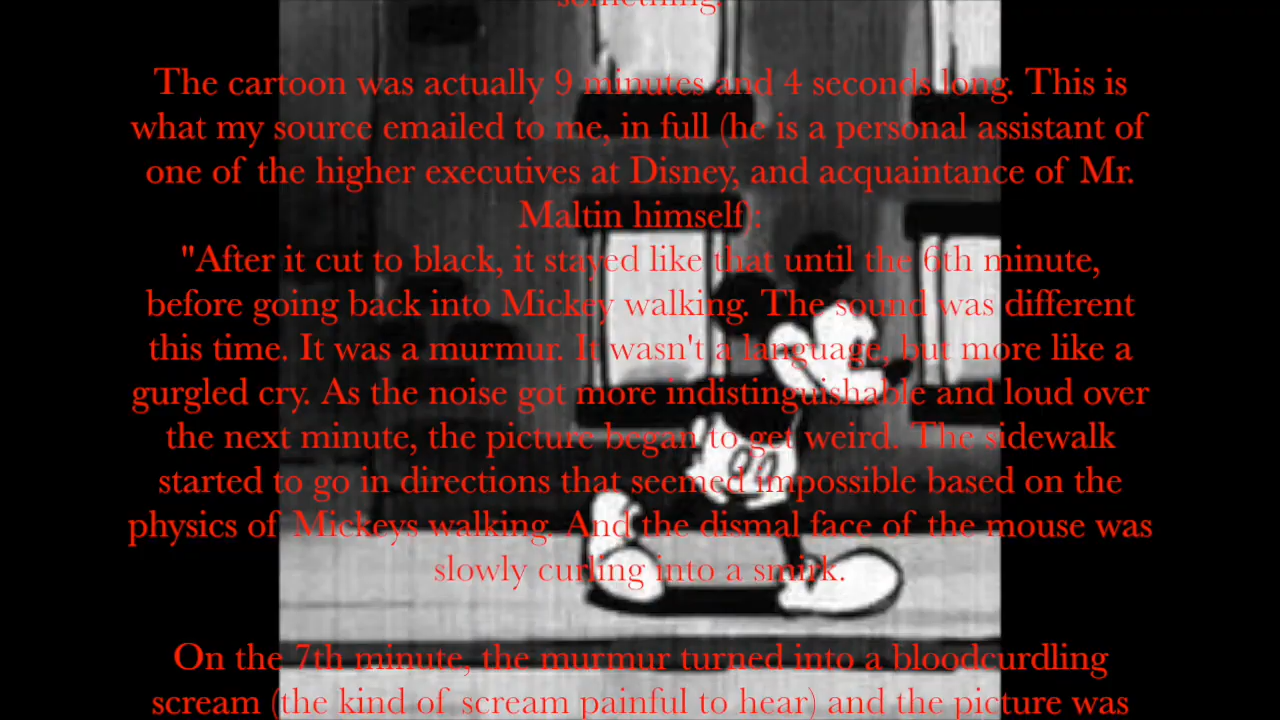 something.
The cartoon was actually 9 minutes and 4 seconds long. This is
what my source emailed to me, in full (he is a personal assistant of
one of the higher executives at Disney, and acquaintance of Mr.
Maltin himself):
"After it cut to black, it stayed like that until the 6th minute,
before going back into Mickey walking. The sound was different
this time. It was a murmur. It wasn't a language, but more like a
gurgled cry. As the noise got more indistinguishable and loud over
the next minute, the picture began to get weird. The sidewalk
started to go in directions that seemed impossible based on the
physics of Mickeys walking. And the dismal face of the mouse was
slowly curling into a smirk.
On the 7th minute, the murmur turned into a bloodcurdling
scream (the kind of scream painful to hear) and the picture was